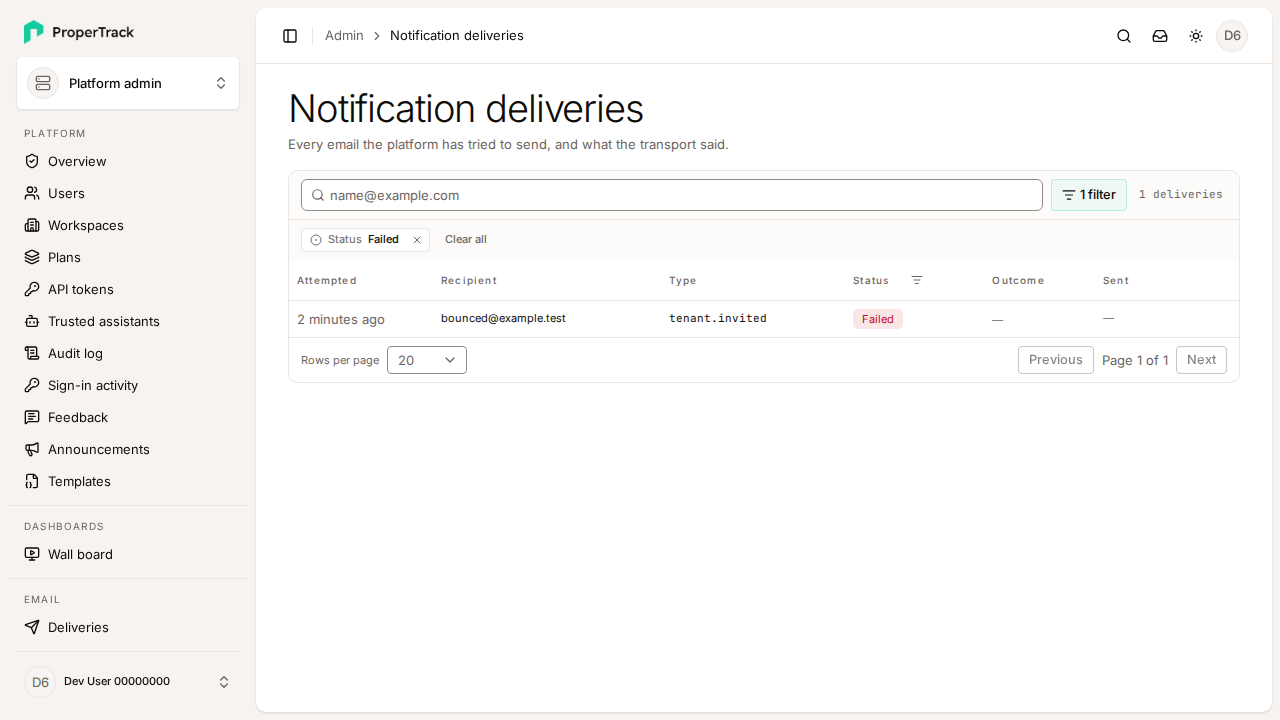 ProperTrack
Platform admin
PLATFORM
Overview
Users
Workspaces
Plans
API tokens
Trusted assistants
Audit log
Sign-in activity
Feedback
Announcements
Templates
DASHBOARDS
Wall board
EMAIL
Deliveries
D6 Dev User 00000000
Admin > Notification deliveries
D6
Notification deliveries
Every email the platform has tried to send, and what the transport said.
name@example.com 1 filter 1 deliveries
Status Failed Clear all
Attempted Recipient Type Status Outcome Sent
2 minutes ago bounced@example.test tenant.invited Failed — —
Rows per page 20 Previous Page 1 of 1 Next